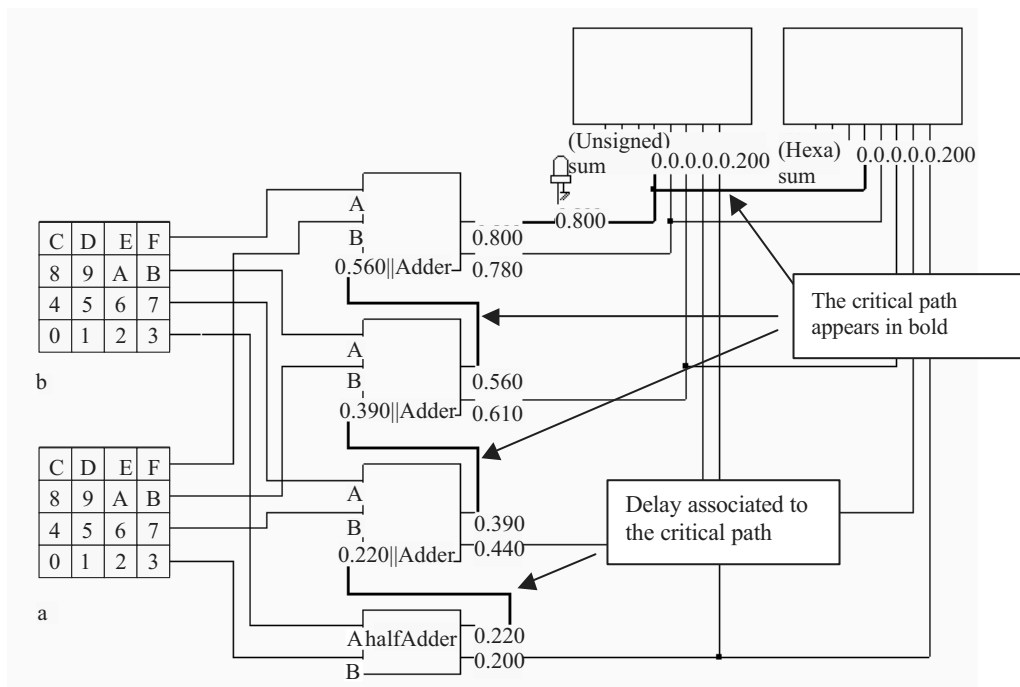 (Unsigned)
sum
0.0.0.0.0.200
(Hexa)
sum
0.0.0.0.0.200
A
B
0.560||Adder
0.800
0.800
0.780
C D E F
8 9 A B
4 5 6 7
0 1 2 3
b
The critical path
appears in bold
A
B
0.390||Adder
0.560
0.610
C D E F
8 9 A B
4 5 6 7
0 1 2 3
a
A
B
0.220||Adder
0.390
0.440
Delay associated to
the critical path
A halfAdder
B
0.220
0.200